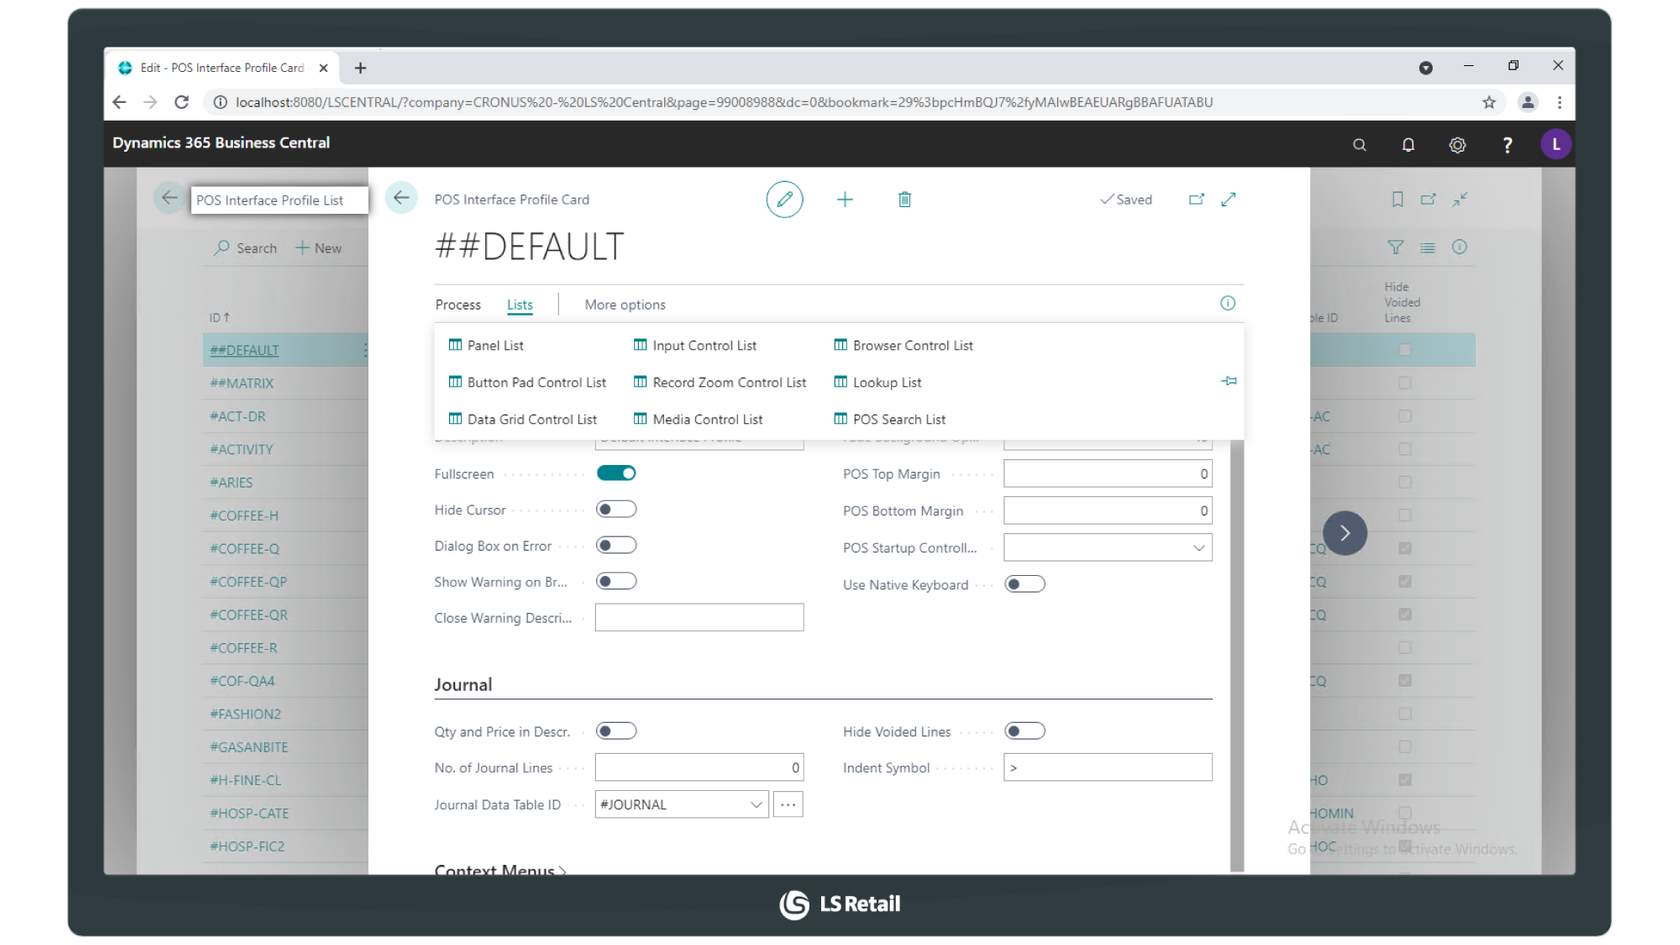 Edit - POS Interface Profile Card
localhost:8080/LSCENTRAL/?company=CRONUS%20-%20LS%20Central&page=99008988&dc=0&bookmark=29%3bpcHmBQJ7%2fyMAIwBEAEUARgBBAFUATABU
Dynamics 365 Business Central
? L
POS Interface Profile List
POS Interface Profile Card
Saved
Search + New
##DEFAULT
Process Lists More options
Panel List Input Control List Browser Control List
Button Pad Control List Record Zoom Control List Lookup List
Data Grid Control List Media Control List POS Search List
Description Default Interface Profile
Fullscreen POS Top Margin 0
Hide Cursor POS Bottom Margin 0
Dialog Box on Error POS Startup Controll...
Show Warning on Br... Use Native Keyboard
Close Warning Descri...
Journal
Qty and Price in Descr. Hide Voided Lines
No. of Journal Lines 0 Indent Symbol >
Journal Data Table ID #JOURNAL
Context Menus
ID ↑
##DEFAULT
##MATRIX
#ACT-DR
#ACTIVITY
#ARIES
#COFFEE-H
#COFFEE-Q
#COFFEE-QP
#COFFEE-QR
#COFFEE-R
#COF-QA4
#FASHION2
#GASANBITE
#H-FINE-CL
#HOSP-CATE
#HOSP-FIC2
ble ID
Hide
Voided
Lines
-AC
-AC
CQ
CQ
CQ
CQ
HO
HOMIN
HOC
Activate Windows
Go to Settings to activate Windows.
LS Retail